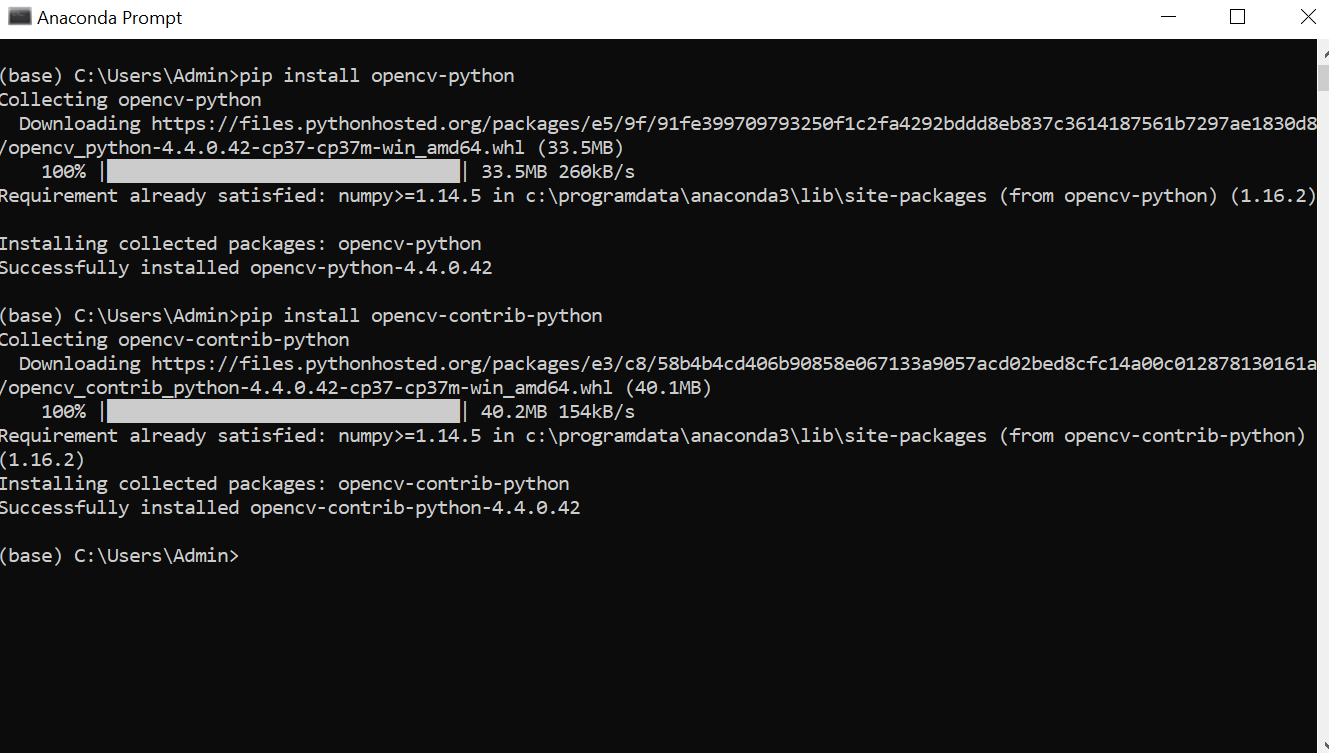 Anaconda Prompt
(base) C:\Users\Admin>pip install opencv-python
Collecting opencv-python
  Downloading https://files.pythonhosted.org/packages/e5/9f/91fe399709793250f1c2fa4292bddd8eb837c3614187561b7297ae1830d8
/opencv_python-4.4.0.42-cp37-cp37m-win_amd64.whl (33.5MB)
    100% |████████████████████████████████| 33.5MB 260kB/s
Requirement already satisfied: numpy>=1.14.5 in c:\programdata\anaconda3\lib\site-packages (from opencv-python) (1.16.2)
Installing collected packages: opencv-python
Successfully installed opencv-python-4.4.0.42
(base) C:\Users\Admin>pip install opencv-contrib-python
Collecting opencv-contrib-python
  Downloading https://files.pythonhosted.org/packages/e3/c8/58b4b4cd406b90858e067133a9057acd02bed8cfc14a00c012878130161a
/opencv_contrib_python-4.4.0.42-cp37-cp37m-win_amd64.whl (40.1MB)
    100% |████████████████████████████████| 40.2MB 154kB/s
Requirement already satisfied: numpy>=1.14.5 in c:\programdata\anaconda3\lib\site-packages (from opencv-contrib-python)
(1.16.2)
Installing collected packages: opencv-contrib-python
Successfully installed opencv-contrib-python-4.4.0.42
(base) C:\Users\Admin>